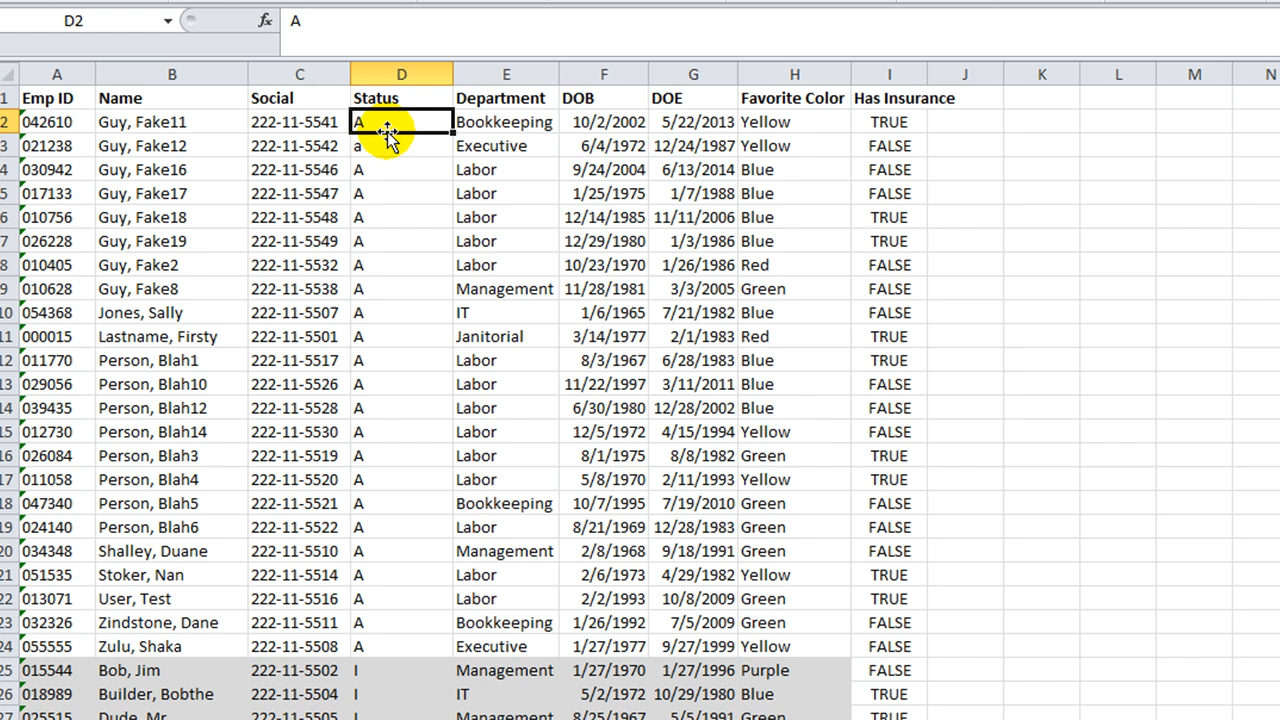 D2 fx A
A B C D E F G H I J K L M N
1 Emp ID Name Social Status Department DOB DOE Favorite Color Has Insurance
2 042610 Guy, Fake11 222-11-5541 A Bookkeeping 10/2/2002 5/22/2013 Yellow TRUE
3 021238 Guy, Fake12 222-11-5542 a Executive 6/4/1972 12/24/1987 Yellow FALSE
4 030942 Guy, Fake16 222-11-5546 A Labor 9/24/2004 6/13/2014 Blue FALSE
5 017133 Guy, Fake17 222-11-5547 A Labor 1/25/1975 1/7/1988 Blue FALSE
6 010756 Guy, Fake18 222-11-5548 A Labor 12/14/1985 11/11/2006 Blue TRUE
7 026228 Guy, Fake19 222-11-5549 A Labor 12/29/1980 1/3/1986 Blue TRUE
8 010405 Guy, Fake2 222-11-5532 A Labor 10/23/1970 1/26/1986 Red FALSE
9 010628 Guy, Fake8 222-11-5538 A Management 11/28/1981 3/3/2005 Green FALSE
10 054368 Jones, Sally 222-11-5507 A IT 1/6/1965 7/21/1982 Blue FALSE
11 000015 Lastname, Firsty 222-11-5501 A Janitorial 3/14/1977 2/1/1983 Red TRUE
12 011770 Person, Blah1 222-11-5517 A Labor 8/3/1967 6/28/1983 Blue TRUE
13 029056 Person, Blah10 222-11-5526 A Labor 11/22/1997 3/11/2011 Blue FALSE
14 039435 Person, Blah12 222-11-5528 A Labor 6/30/1980 12/28/2002 Blue FALSE
15 012730 Person, Blah14 222-11-5530 A Labor 12/5/1972 4/15/1994 Yellow FALSE
16 026084 Person, Blah3 222-11-5519 A Labor 8/1/1975 8/8/1982 Green TRUE
17 011058 Person, Blah4 222-11-5520 A Labor 5/8/1970 2/11/1993 Yellow TRUE
18 047340 Person, Blah5 222-11-5521 A Bookkeeping 10/7/1995 7/19/2010 Green FALSE
19 024140 Person, Blah6 222-11-5522 A Labor 8/21/1969 12/28/1983 Green FALSE
20 034348 Shalley, Duane 222-11-5510 A Management 2/8/1968 9/18/1991 Green FALSE
21 051535 Stoker, Nan 222-11-5514 A Labor 2/6/1973 4/29/1982 Yellow TRUE
22 013071 User, Test 222-11-5516 A Labor 2/2/1993 10/8/2009 Green TRUE
23 032326 Zindstone, Dane 222-11-5511 A Bookkeeping 1/26/1992 7/5/2009 Green FALSE
24 055555 Zulu, Shaka 222-11-5508 A Executive 1/27/1977 9/27/1999 Yellow FALSE
25 015544 Bob, Jim 222-11-5502 I Management 1/27/1970 1/27/1996 Purple FALSE
26 018989 Builder, Bobthe 222-11-5504 I IT 5/2/1972 10/29/1980 Blue TRUE
27 025515 Dude, Mr 222-11-5505 I Management 8/25/1967 5/5/1991 Green TRUE